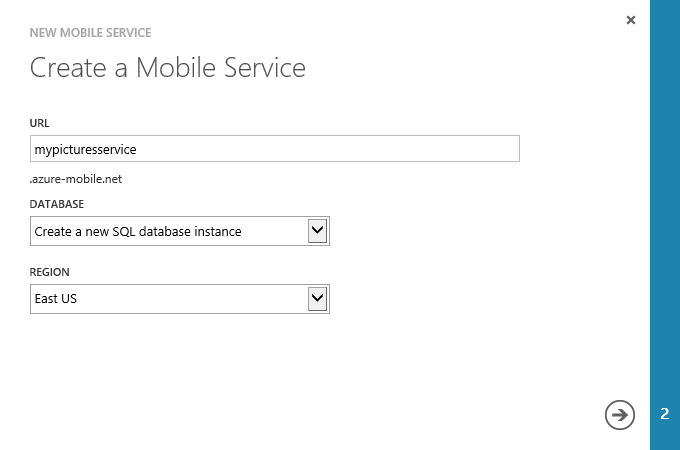 NEW MOBILE SERVICE
Create a Mobile Service
URL
mypicturesservice
.azure-mobile.net
DATABASE
Create a new SQL database instance
REGION
East US
2